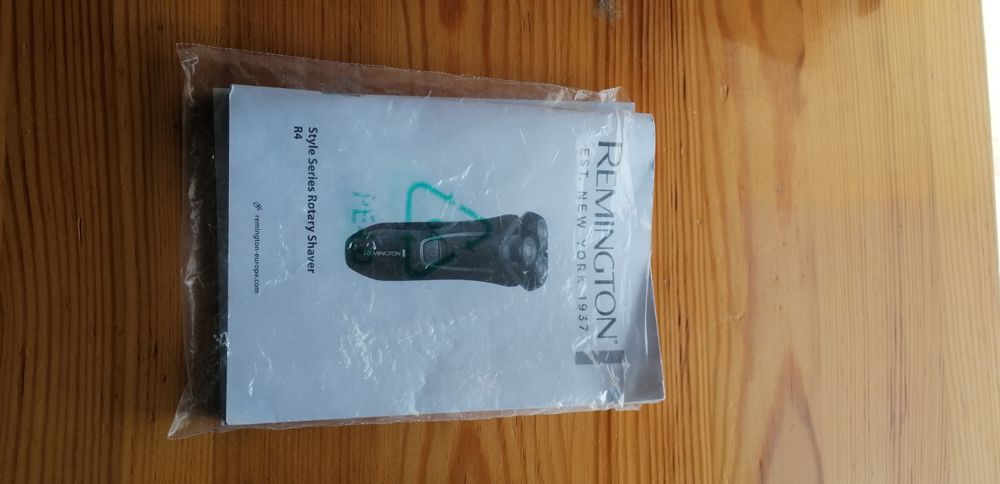 REMINGTON®
EST. NEW YORK 1937
REMINGTON
Style Series Rotary Shaver
R4
remington-europe.com